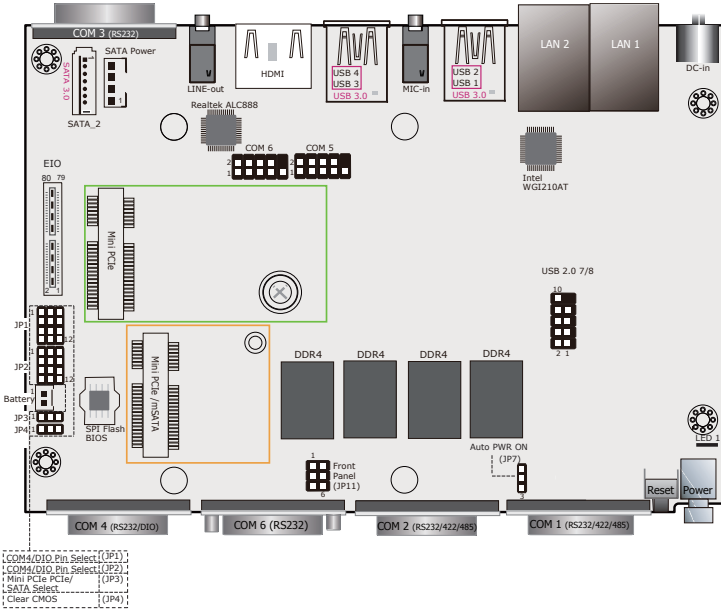 COM 3 (RS232)
SATA 3.0
SATA Power
1
SATA_2
LINE-out
HDMI
USB 4
USB 3
USB 3.0
MIC-in
USB 2
USB 1
USB 3.0
LAN 2
LAN 1
DC-in
Realtek ALC888
COM 6
2
1
COM 5
2
1
Intel
WGI210AT
EIO
80 79
2 1
Mini PCIe
USB 2.0 7/8
10
2 1
JP1
1
12
JP2
1
12
Battery
1
JP3
1
JP4
1
SPI Flash
BIOS
Mini PCIe /mSATA
DDR4
DDR4
DDR4
DDR4
Auto PWR ON
(JP7)
3
1
Front
Panel
(JP11)
6
LED 1
Reset
Power
COM 4 (RS232/DIO)
COM 6 (RS232)
COM 2 (RS232/422/485)
COM 1 (RS232/422/485)
COM4/DIO Pin Select (JP1)
COM4/DIO Pin Select (JP2)
Mini PCIe PCIe/ (JP3)
SATA Select
Clear CMOS (JP4)